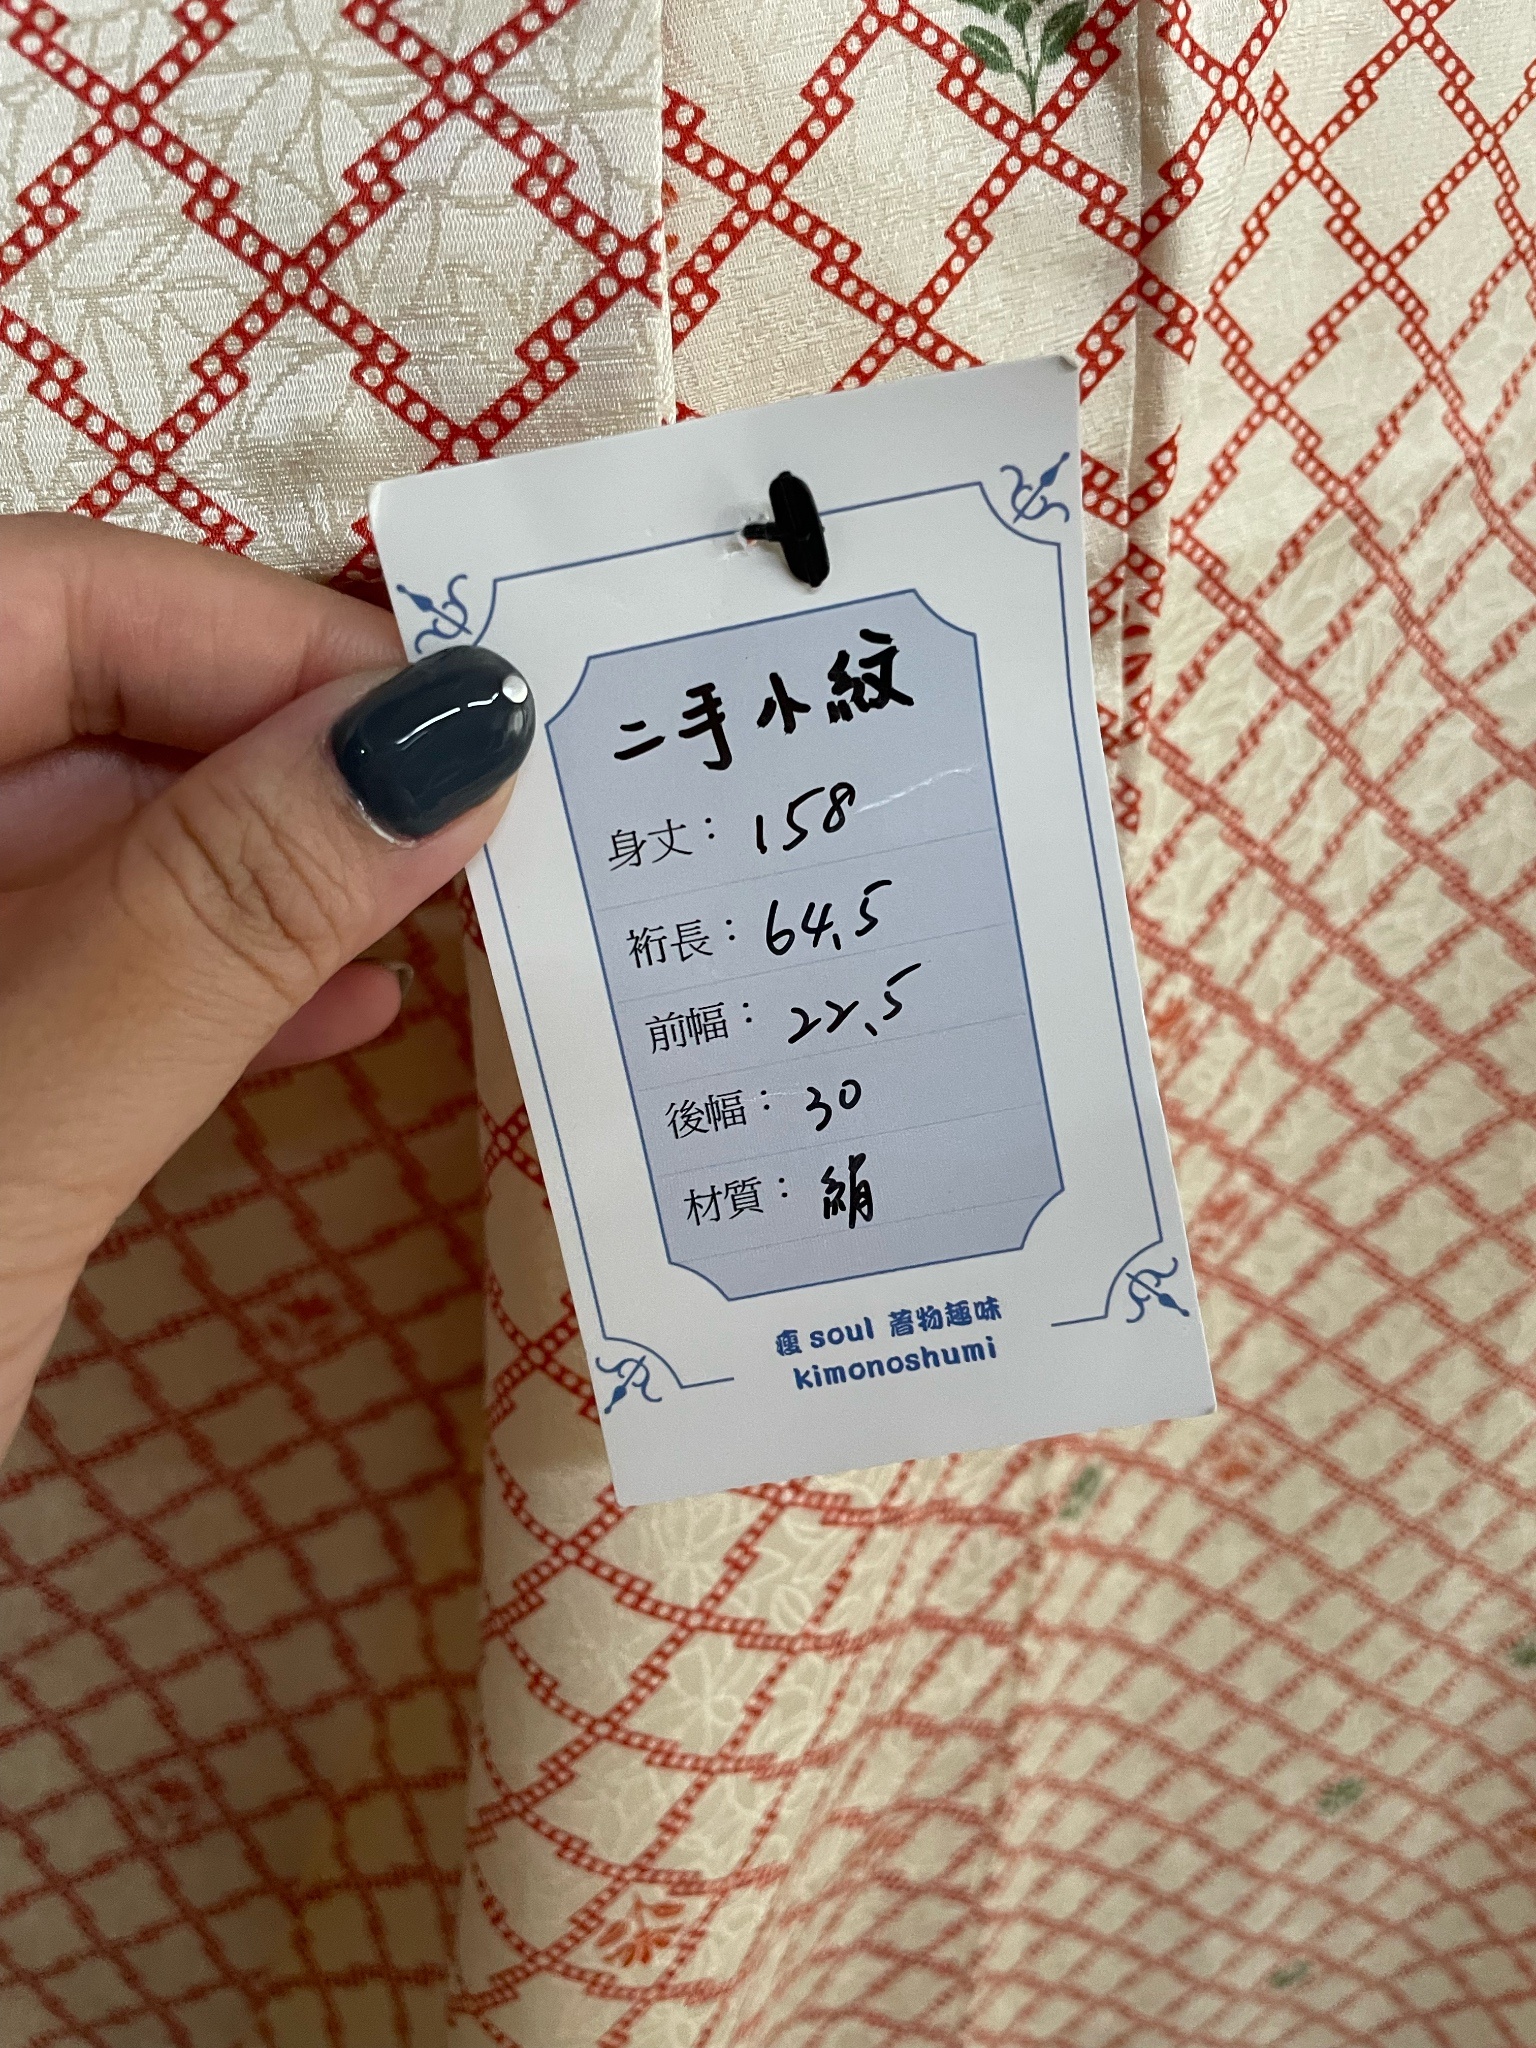 二手小紋
身丈：158
裄長：64.5
前幅：22.5
後幅：30
材質：絹
瘦 soul 着物趣味
kimonoshumi